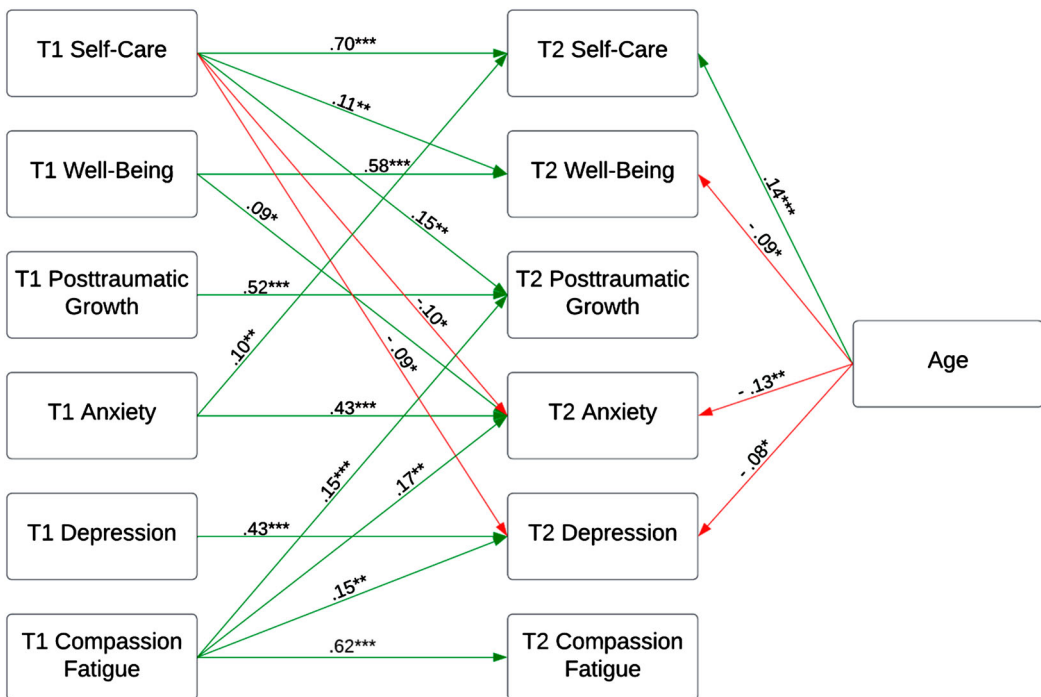 T1 Self-Care
.70***
T2 Self-Care
.11**
T1 Well-Being
.58***
T2 Well-Being
.14***
.09*
.15**
- .09*
T1 Posttraumatic
Growth
.52***
T2 Posttraumatic
Growth
-.10*
- .09*
.10**
Age
- .13**
T1 Anxiety
.43***
T2 Anxiety
.15***
.17**
- .08*
T1 Depression
.43***
T2 Depression
.15**
T1 Compassion
Fatigue
.62***
T2 Compassion
Fatigue